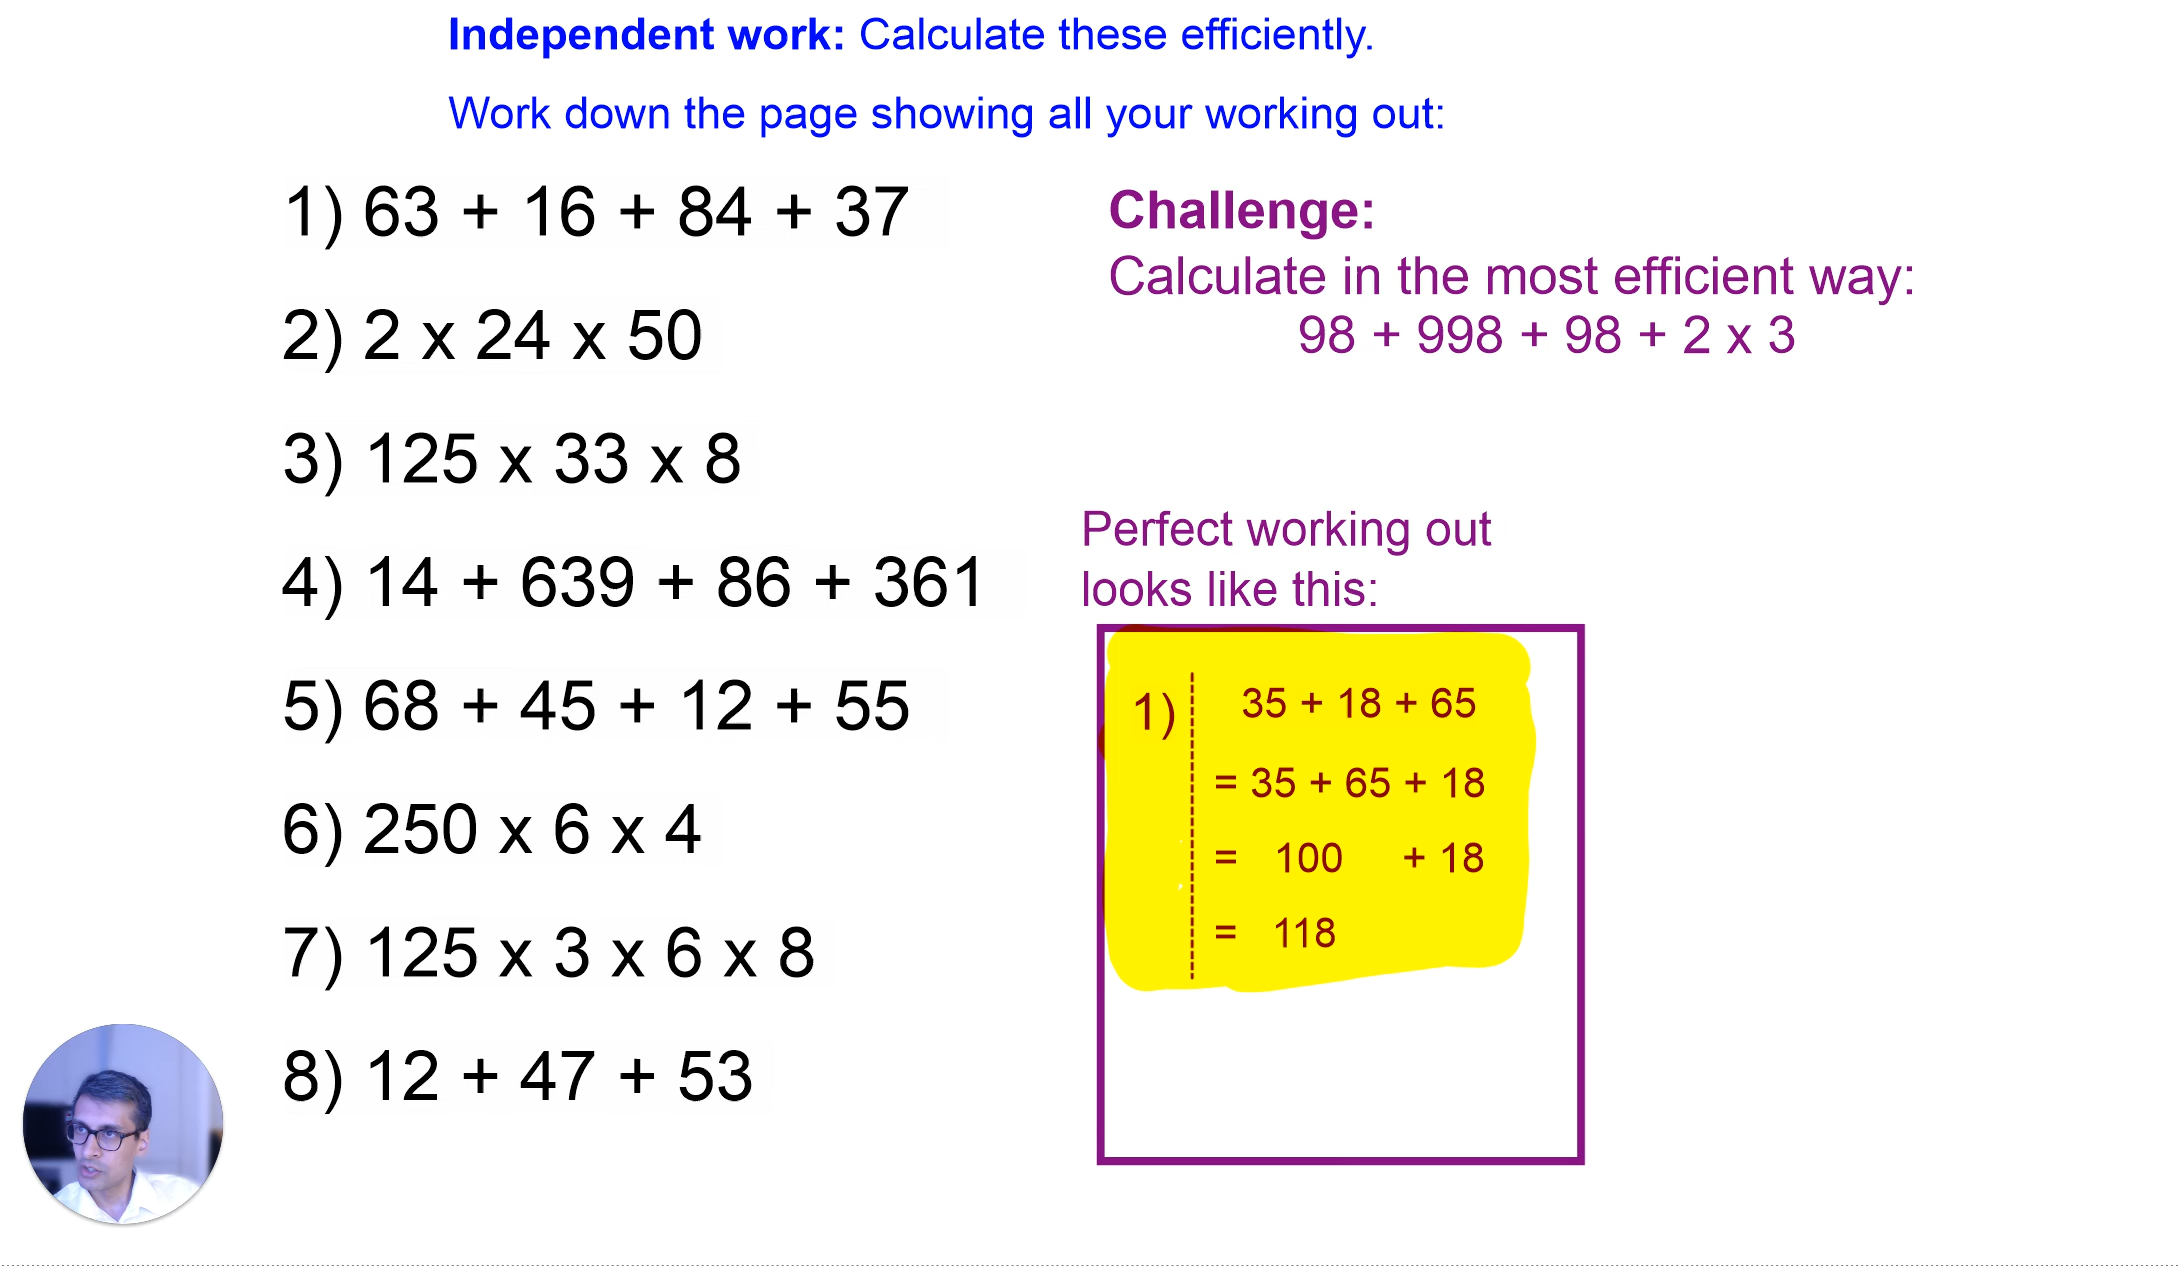 Independent work: Calculate these efficiently.
Work down the page showing all your working out:
1) 63 + 16 + 84 + 37
2) 2 x 24 x 50
3) 125 x 33 x 8
4) 14 + 639 + 86 + 361
5) 68 + 45 + 12 + 55
6) 250 x 6 x 4
7) 125 x 3 x 6 x 8
8) 12 + 47 + 53
Challenge:
Calculate in the most efficient way:
98 + 998 + 98 + 2 x 3
Perfect working out
looks like this:
1) 35 + 18 + 65
= 35 + 65 + 18
= 100 + 18
= 118